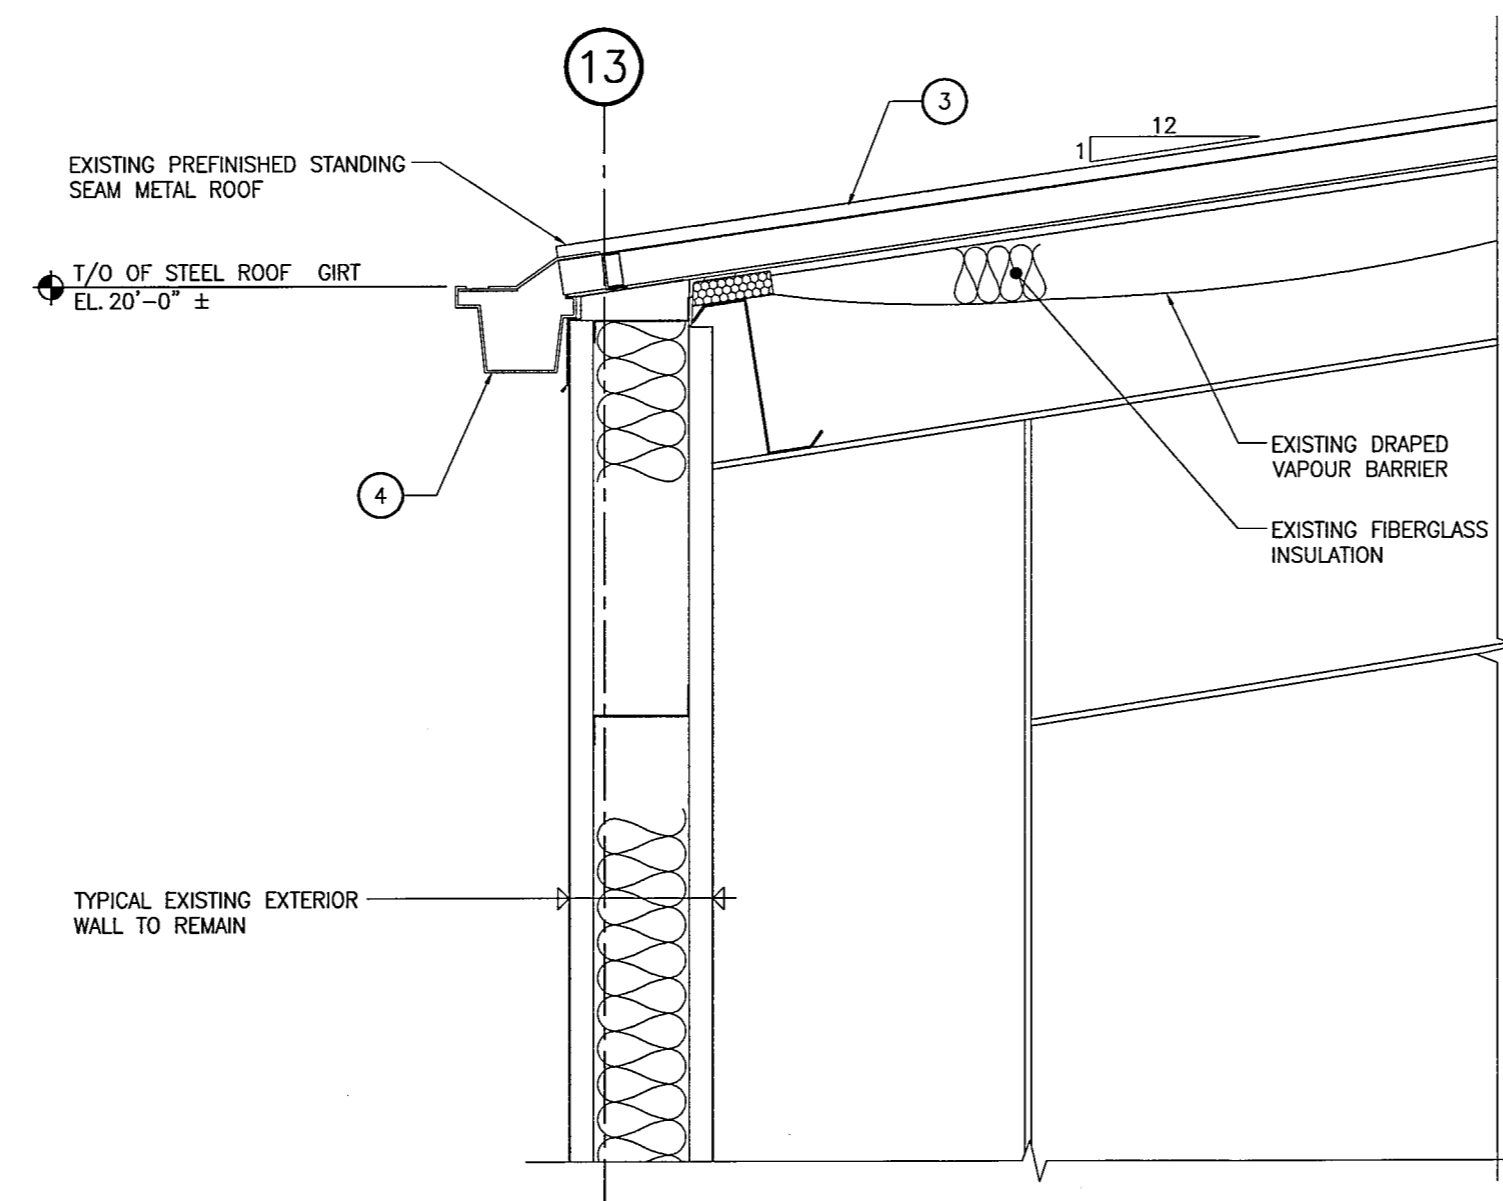 13
3
12
1
EXISTING PREFINISHED STANDING
SEAM METAL ROOF
T/O OF STEEL ROOF GIRT
EL. 20'-0" ±
4
EXISTING DRAPED
VAPOUR BARRIER
EXISTING FIBERGLASS
INSULATION
TYPICAL EXISTING EXTERIOR
WALL TO REMAIN